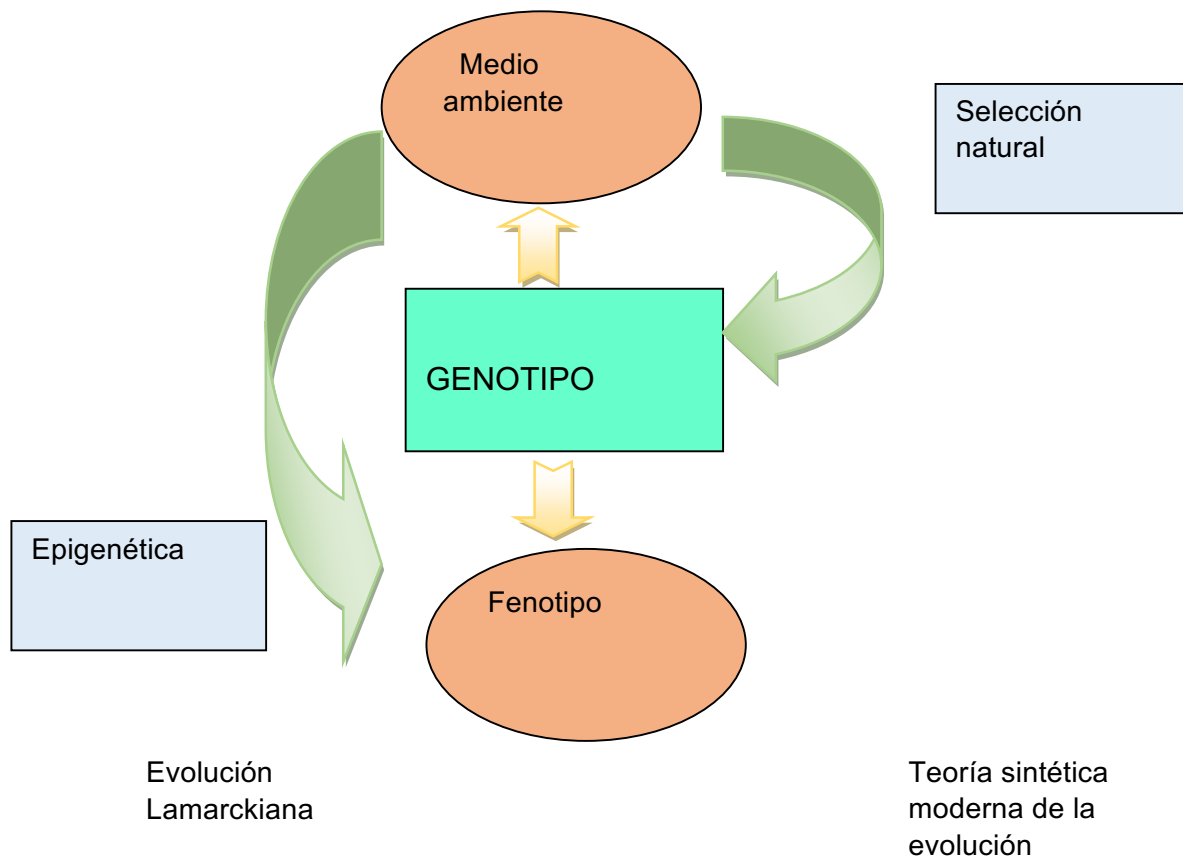 Medio
ambiente
Selección
natural
GENOTIPO
Epigenética
Fenotipo
Evolución
Lamarckiana
Teoría sintética
moderna de la
evolución